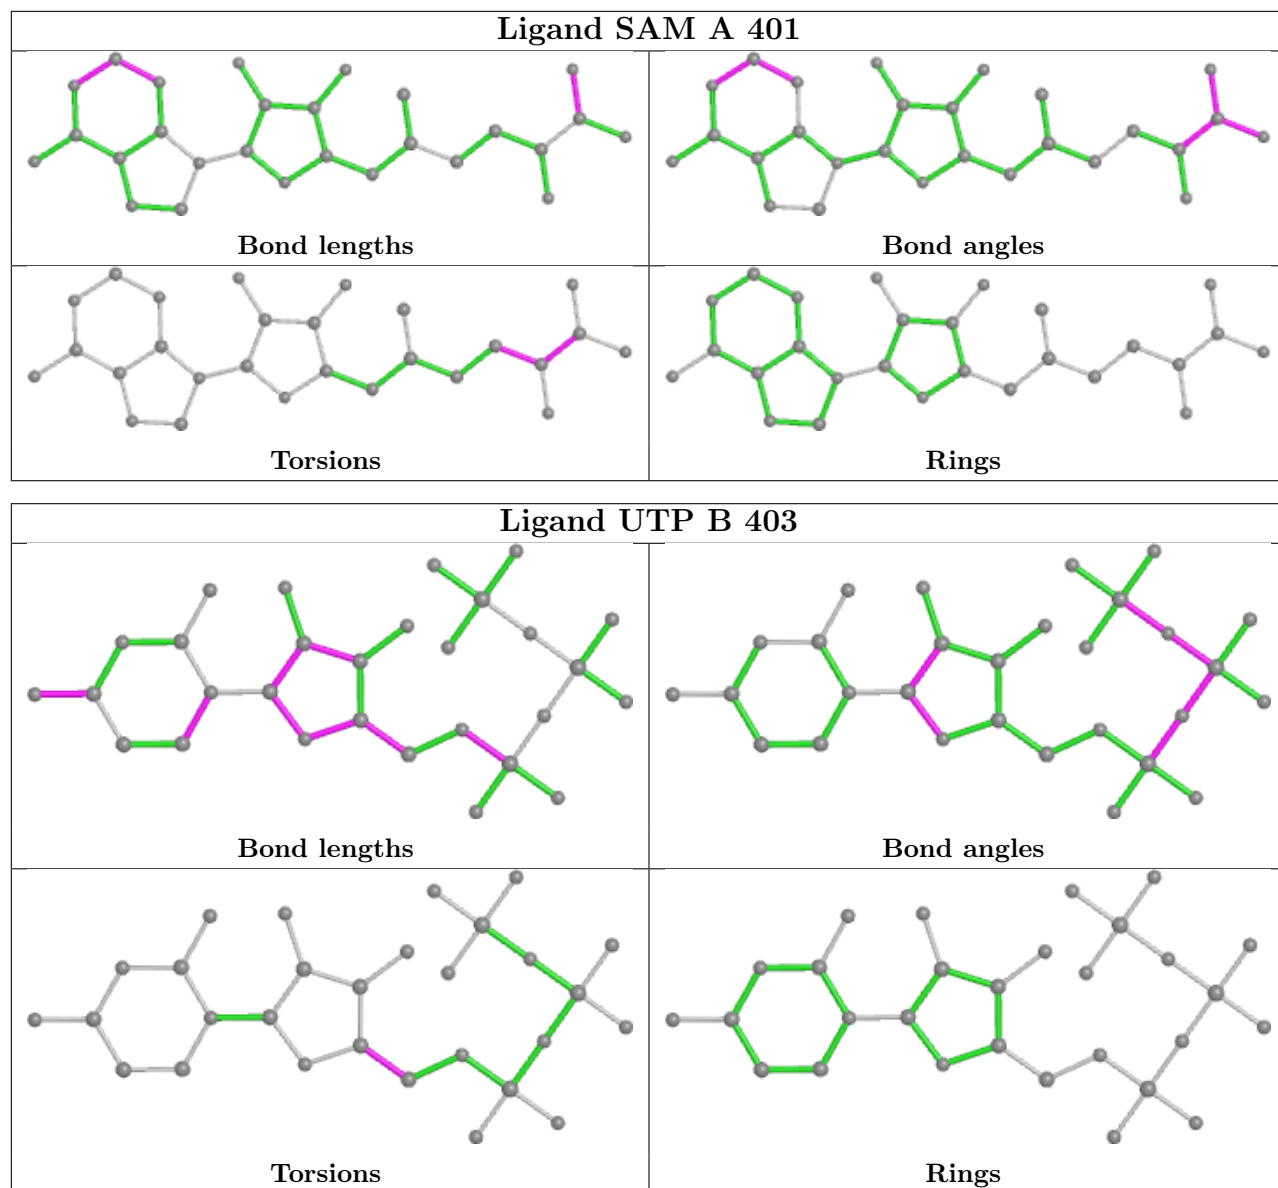 Ligand SAM A 401
Bond lengths
Bond angles
Torsions
Rings
Ligand UTP B 403
Bond lengths
Bond angles
Torsions
Rings